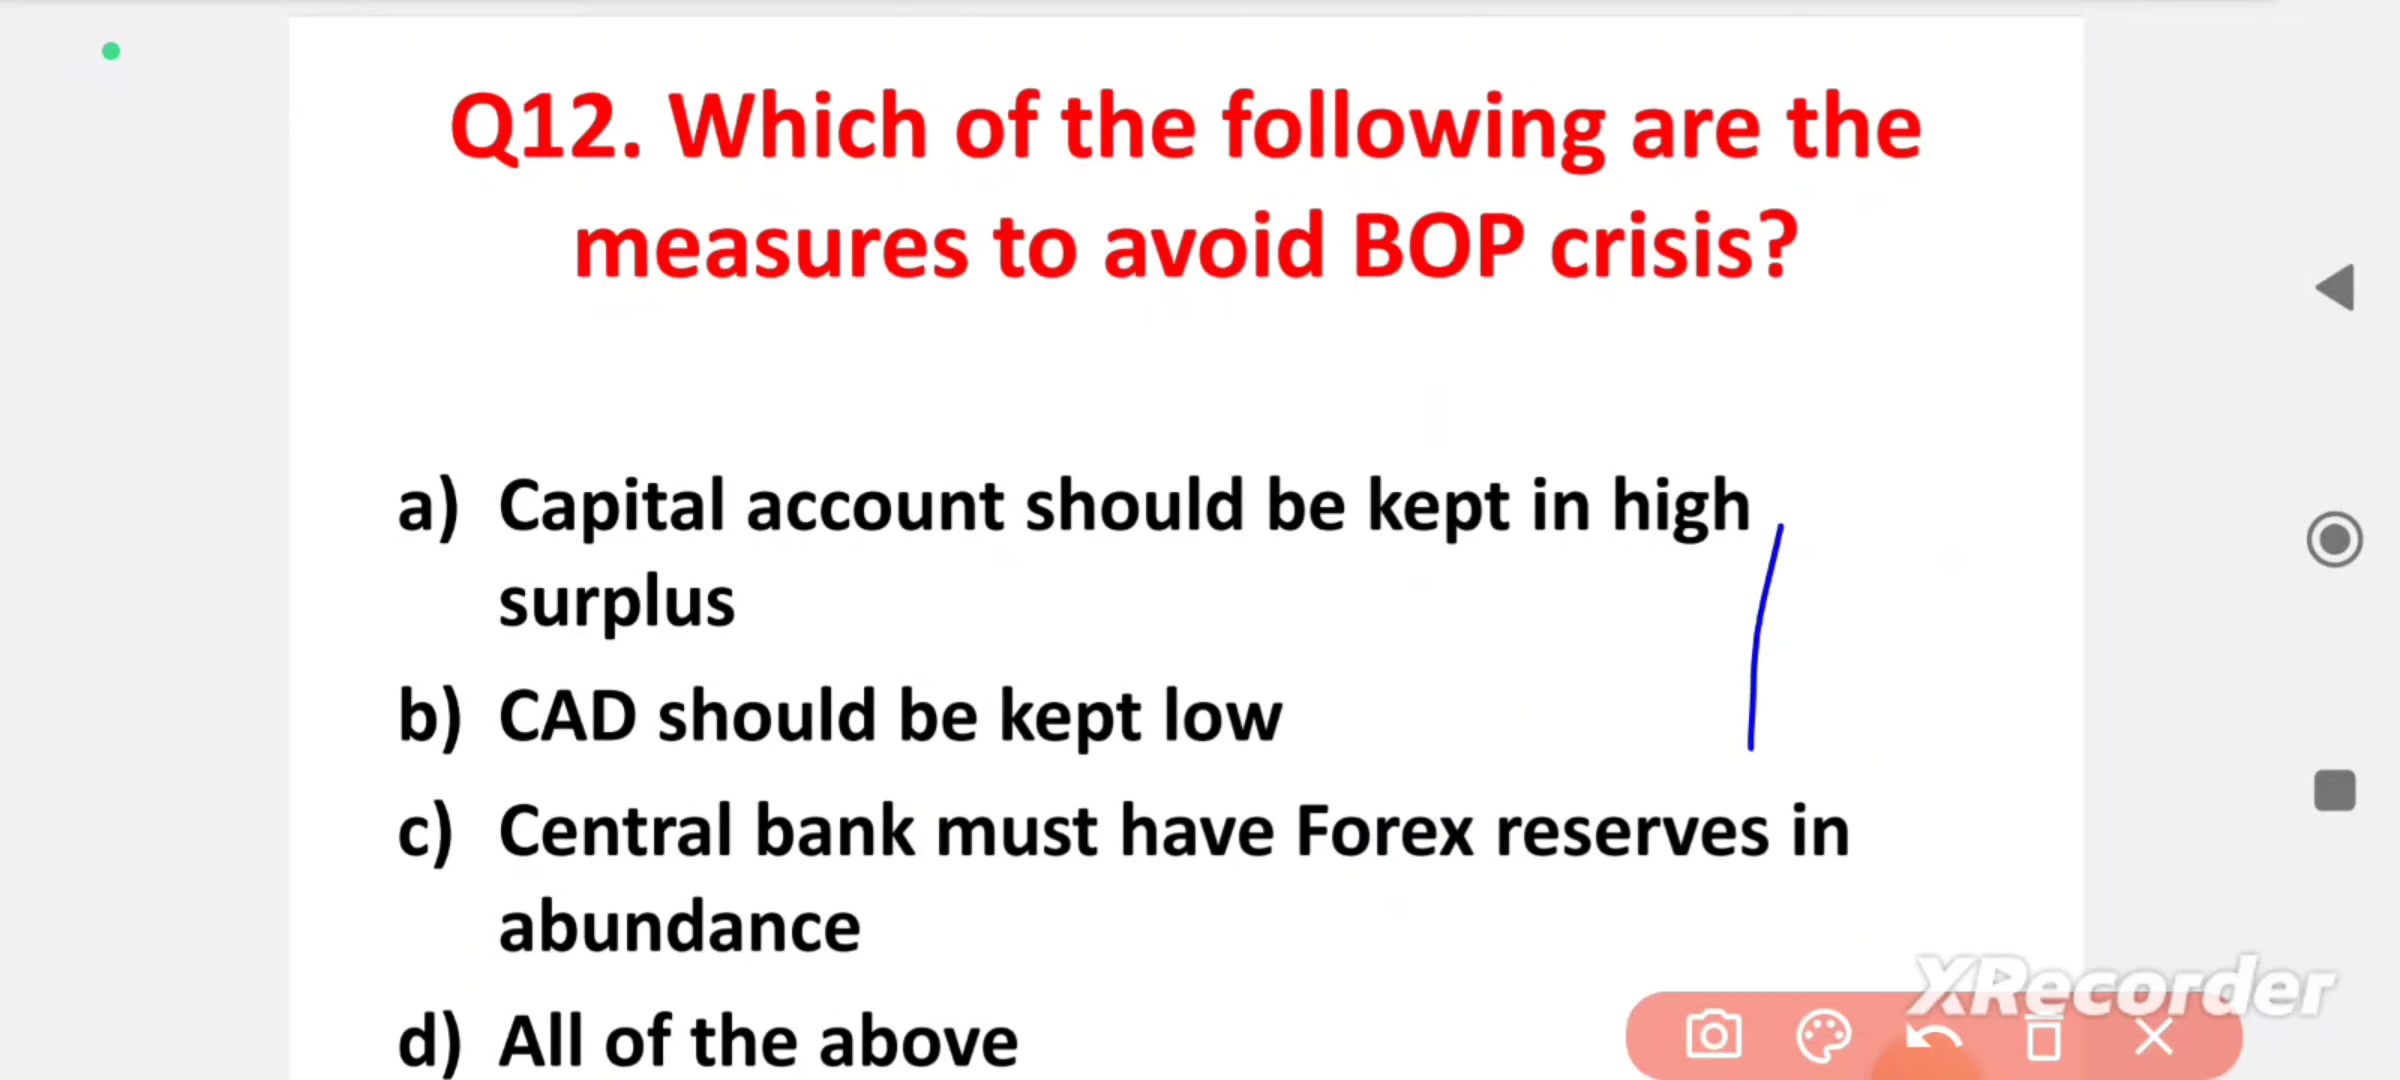 Q12. Which of the following are the
measures to avoid BOP crisis?
a) Capital account should be kept in high
surplus
b) CAD should be kept low
c) Central bank must have Forex reserves in
abundance
d) All of the above
XRecorder